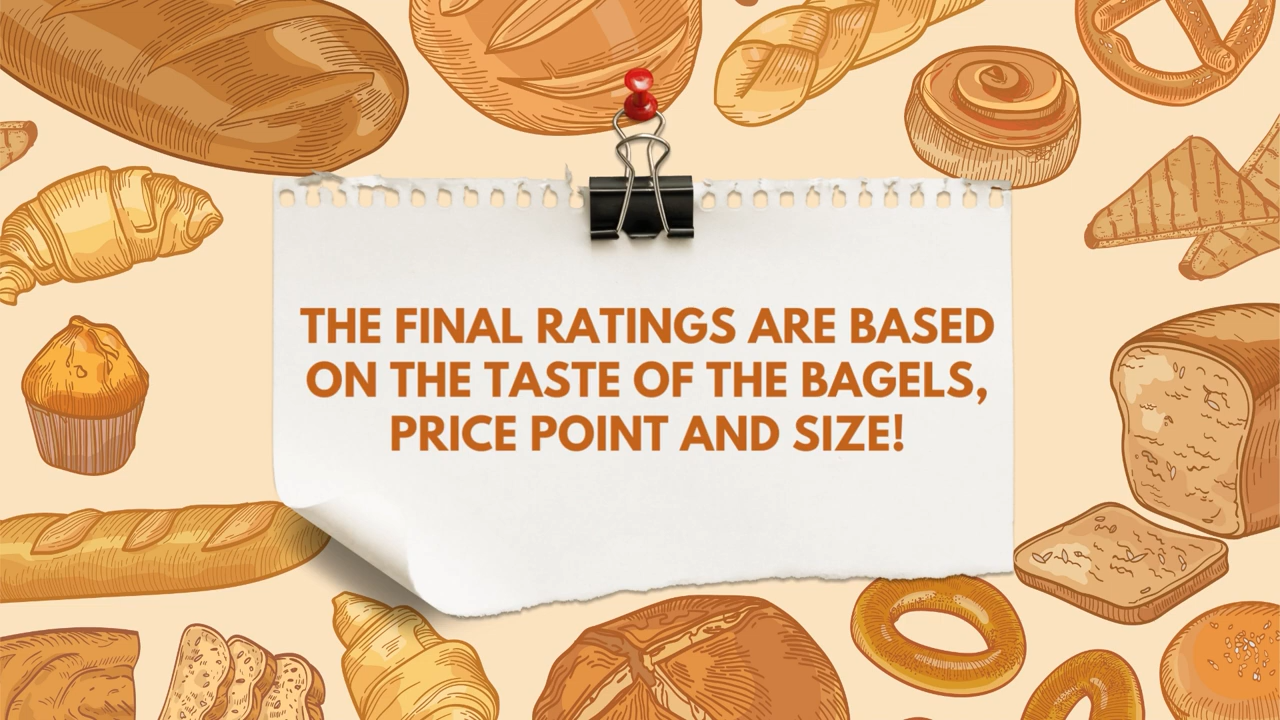 THE FINAL RATINGS ARE BASED
ON THE TASTE OF THE BAGELS,
PRICE POINT AND SIZE!